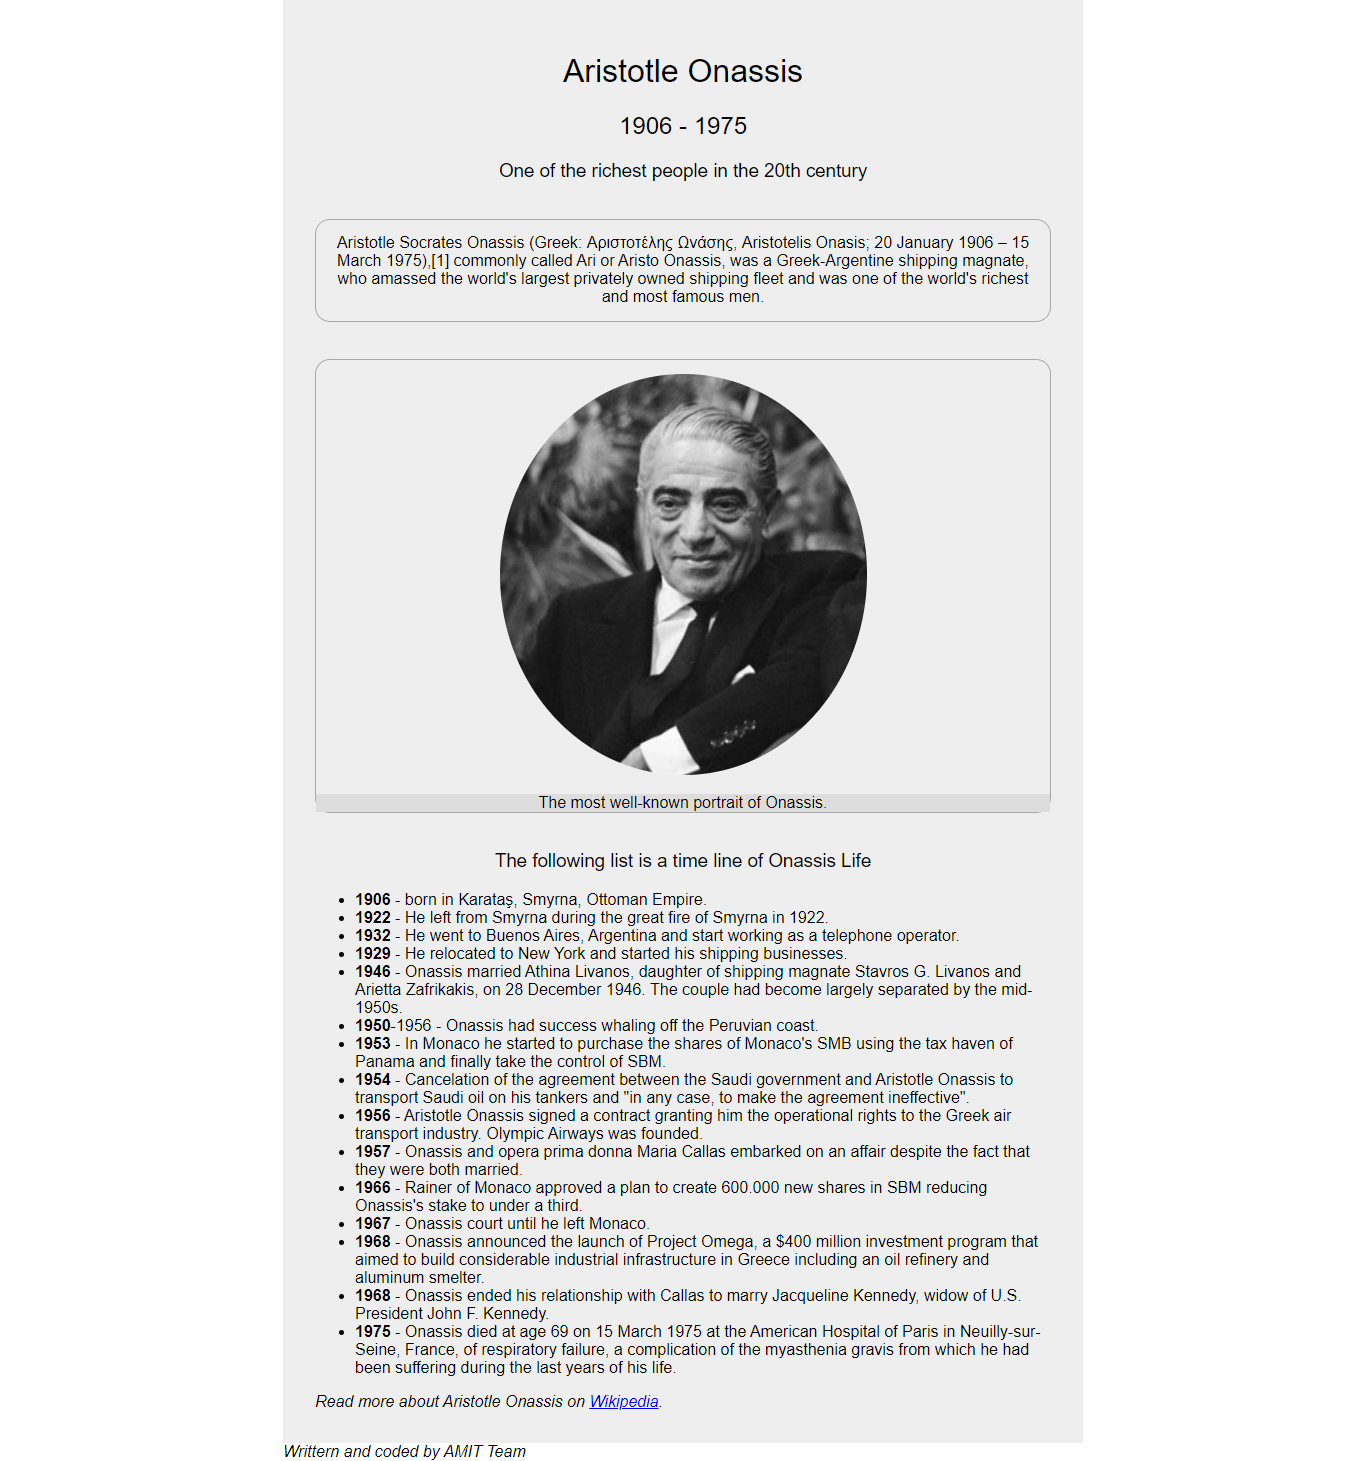 Aristotle Onassis
1906 - 1975
One of the richest people in the 20th century
Aristotle Socrates Onassis (Greek: Αριστοτέλης Ωνάσης, Aristotelis Onasis; 20 January 1906 – 15
March 1975),[1] commonly called Ari or Aristo Onassis, was a Greek-Argentine shipping magnate,
who amassed the world's largest privately owned shipping fleet and was one of the world's richest
and most famous men.
The most well-known portrait of Onassis.
The following list is a time line of Onassis Life
• 1906 - born in Karataş, Smyrna, Ottoman Empire.
• 1922 - He left from Smyrna during the great fire of Smyrna in 1922.
• 1932 - He went to Buenos Aires, Argentina and start working as a telephone operator.
• 1929 - He relocated to New York and started his shipping businesses.
• 1946 - Onassis married Athina Livanos, daughter of shipping magnate Stavros G. Livanos and
Arietta Zafrikakis, on 28 December 1946. The couple had become largely separated by the mid-
1950s.
• 1950-1956 - Onassis had success whaling off the Peruvian coast.
• 1953 - In Monaco he started to purchase the shares of Monaco's SMB using the tax haven of
Panama and finally take the control of SBM.
• 1954 - Cancelation of the agreement between the Saudi government and Aristotle Onassis to
transport Saudi oil on his tankers and "in any case, to make the agreement ineffective".
• 1956 - Aristotle Onassis signed a contract granting him the operational rights to the Greek air
transport industry. Olympic Airways was founded.
• 1957 - Onassis and opera prima donna Maria Callas embarked on an affair despite the fact that
they were both married.
• 1966 - Rainer of Monaco approved a plan to create 600.000 new shares in SBM reducing
Onassis's stake to under a third.
• 1967 - Onassis court until he left Monaco.
• 1968 - Onassis announced the launch of Project Omega, a $400 million investment program that
aimed to build considerable industrial infrastructure in Greece including an oil refinery and
aluminum smelter.
• 1968 - Onassis ended his relationship with Callas to marry Jacqueline Kennedy, widow of U.S.
President John F. Kennedy.
• 1975 - Onassis died at age 69 on 15 March 1975 at the American Hospital of Paris in Neuilly-sur-
Seine, France, of respiratory failure, a complication of the myasthenia gravis from which he had
been suffering during the last years of his life.
Read more about Aristotle Onassis on Wikipedia.
Writtern and coded by AMIT Team